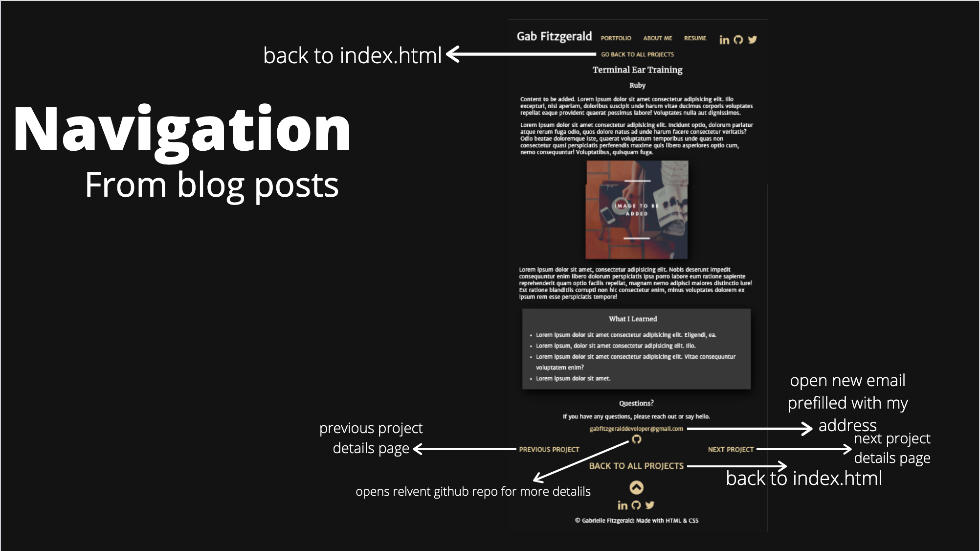 Gab Fitzgerald PORTFOLIO ABOUT ME RESUME
back to index.html
GO BACK TO ALL PROJECTS
Navigation
From blog posts
Terminal Ear Training
Ruby
Content to be added. Lorem ipsum dolor sit amet consectetur adipisicing elit. Illo
excepturi, nisi aperiam, doloribus suscipit unde harum vitae ducimus corporis voluptates
repellat eaque provident quaerat possimus labore! Voluptates nulla aut dignissimos.
Lorem ipsum dolor sit amet consectetur adipisicing elit. Incidunt optio, dolorum pariatur
atque rerum fuga odio, quos dolore natus ad unde harum facere consectetur veritatis?
Odio beatae doloremque iste, quaerat voluptatum temporibus unde quas non
consectetur quasi perspiciatis perferendis maxime quis libero asperiores optio cum,
nemo consequuntur! Voluptatibus, quisquam fuga.
IMAGE TO BE
ADDED
Lorem ipsum dolor sit amet, consectetur adipisicing elit. Nobis deserunt impedit
consequuntur enim libero dolorum perspiciatis ipsa porro labore eum ratione sapiente
reprehenderit quam optio facilis repellat, magnam nemo adipisci maiores distinctio iure!
Est ratione blanditiis corrupti non hic consectetur enim, minus voluptates dolorem ex
ipsum rem esse perspiciatis tempore!
What I Learned
• Lorem ipsum dolor sit amet consectetur adipisicing elit. Eligendi, ea.
• Lorem ipsum, dolor sit amet consectetur adipisicing elit. Illo.
• Lorem ipsum dolor sit amet consectetur adipisicing elit. Vitae consequuntur
voluptatem enim?
• Lorem ipsum dolor sit amet.
Questions?
If you have any questions, please reach out or say hello.
gabfitzgeralddeveloper@gmail.com
open new email
prefilled with my
address
previous project
details page
PREVIOUS PROJECT
NEXT PROJECT
next project
details page
BACK TO ALL PROJECTS
back to index.html
opens relvent github repo for more detalils
© Gabrielle Fitzgerald: Made with HTML & CSS